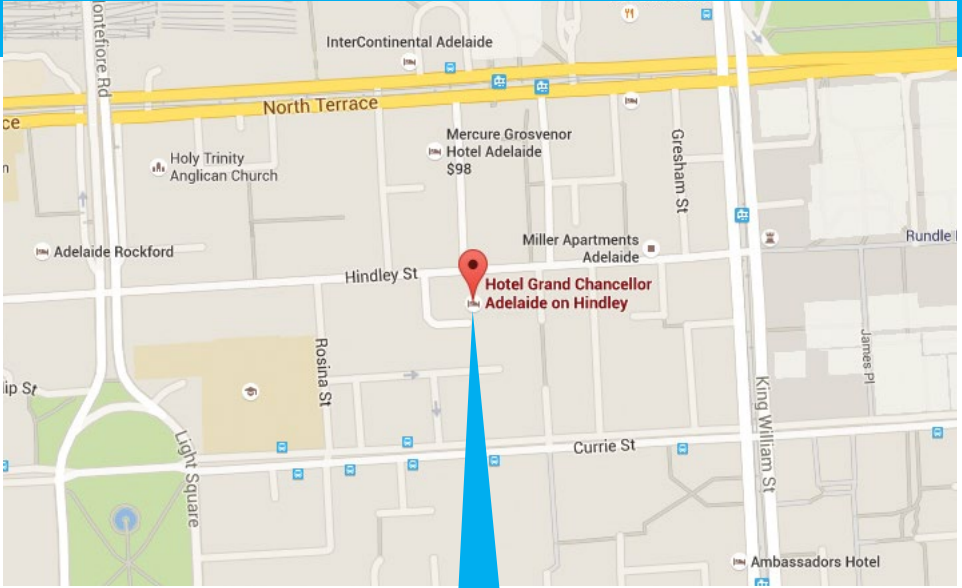 ontefiore Rd
InterContinental Adelaide
North Terrace
ce
Mercure Grosvenor
Hotel Adelaide
$98
Gresham St
Holy Trinity
Anglican Church
n
Adelaide Rockford
Miller Apartments
Adelaide
Rundle
Hindley St
Hotel Grand Chancellor
Adelaide on Hindley
Rosina St
James Pl
lip St
King William St
Light Square
Currie St
Ambassadors Hotel